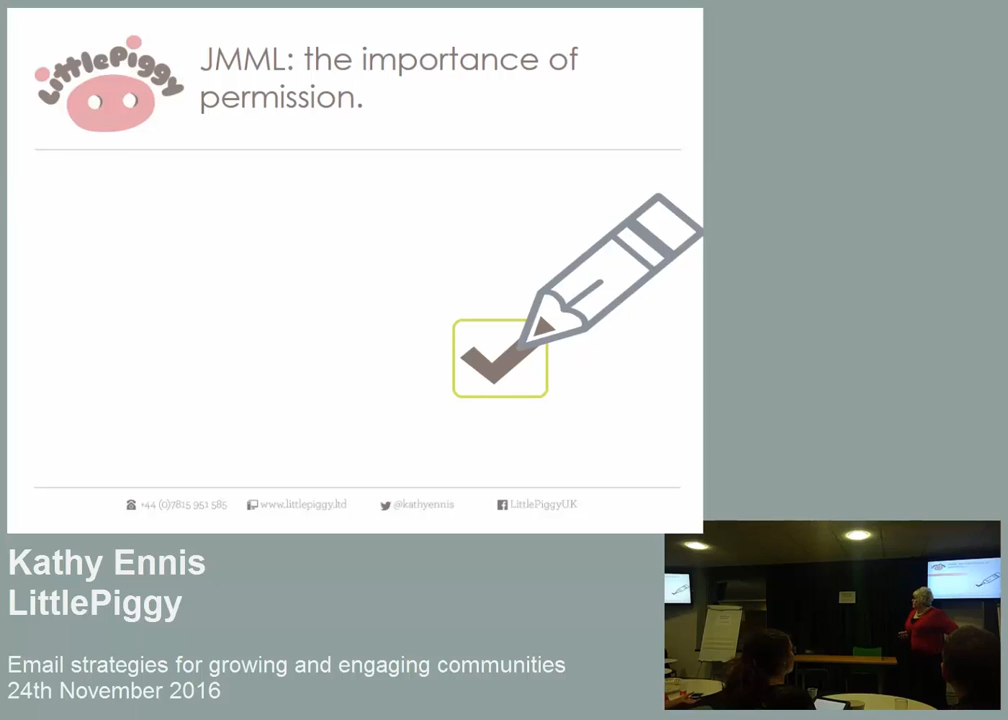 LittlePiggy
JMML: the importance of
permission.
+44 (0)7815 951 585
www.littlepiggy.ltd
@kathyennis
LittlePiggyUK
Kathy Ennis
LittlePiggy
Email strategies for growing and engaging communities
24th November 2016